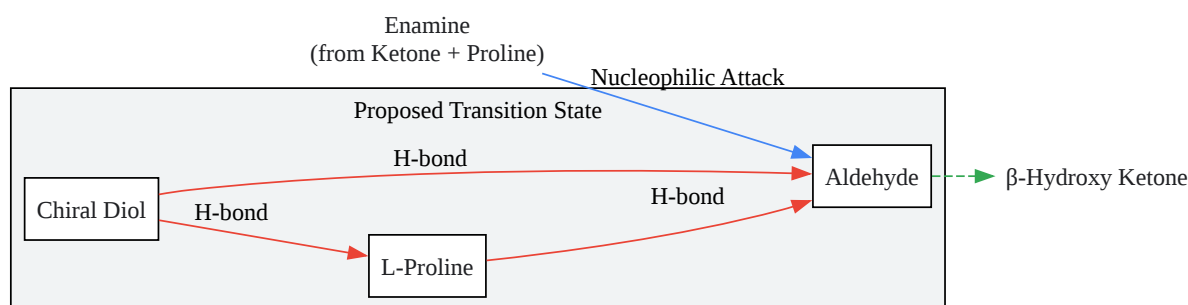 Enamine
(from Ketone + Proline)
Nucleophilic Attack
Proposed Transition State
H-bond
Aldehyde
β-Hydroxy Ketone
H-bond
Chiral Diol
H-bond
L-Proline